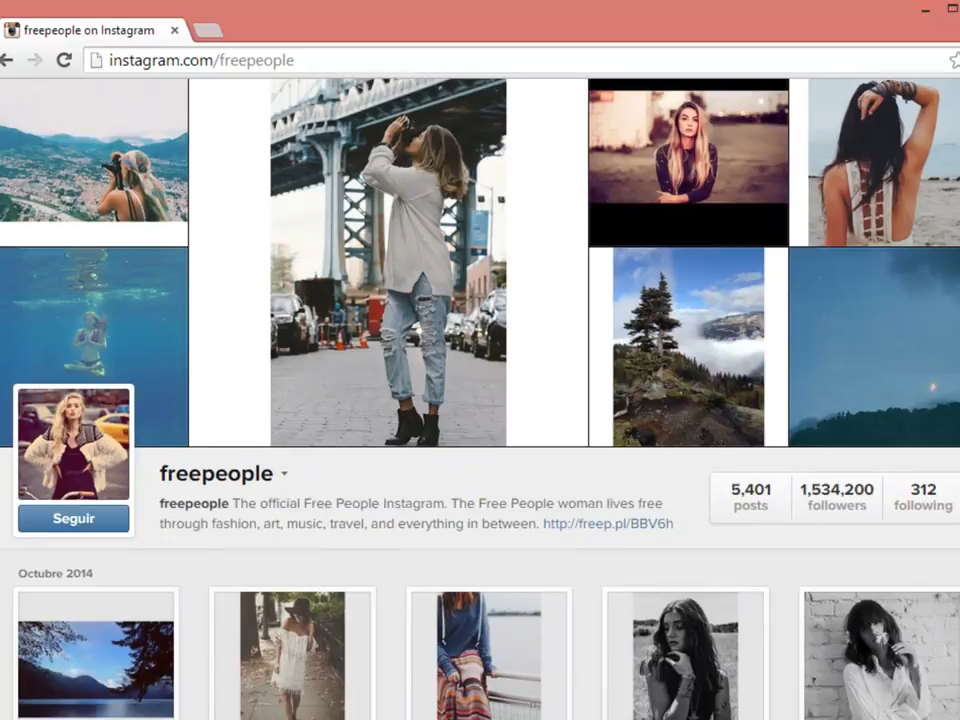 freepeople on Instagram
instagram.com/freepeople
freepeople
freepeople The official Free People Instagram. The Free People woman lives free
through fashion, art, music, travel, and everything in between. http://freep.pl/BBV6h
Seguir
5,401 1,534,200 312
posts followers following
Octubre 2014